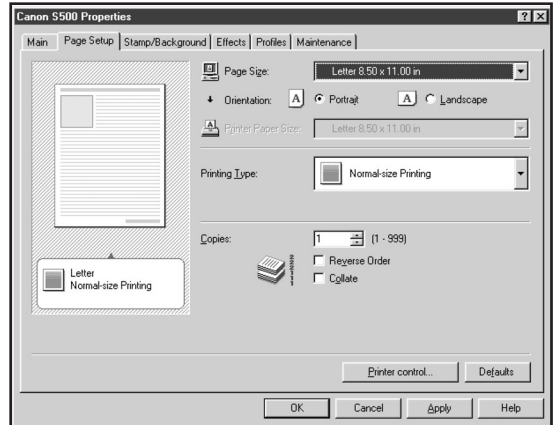 Canon S500 Properties
Main Page Setup Stamp/Background Effects Profiles Maintenance
Page Size: Letter 8.50 x 11.00 in
Orientation: A Portrait A Landscape
Printer Paper Size: Letter 8.50 x 11.00 in
Printing Type: Normal-size Printing
Copies: 1 (1 - 999)
Reverse Order
Collate
Letter
Normal-size Printing
Printer control... Defaults
OK Cancel Apply Help